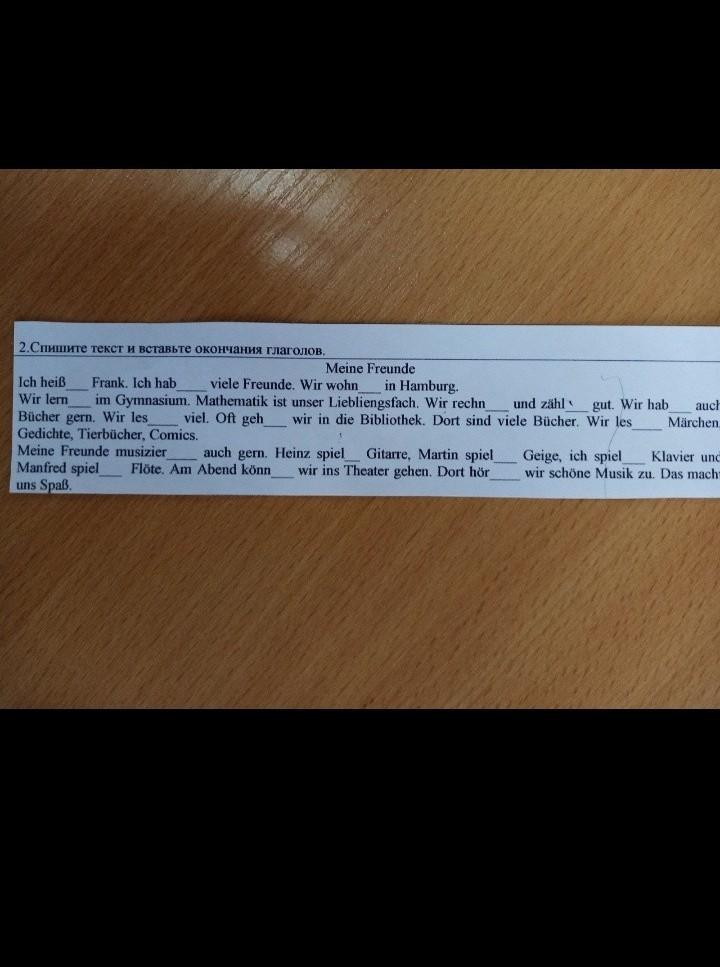 2.Спишите текст и вставьте окончания глаголов.
Meine Freunde
Ich heiß___ Frank. Ich hab____ viele Freunde. Wir wohn___ in Hamburg.
Wir lern___ im Gymnasium. Mathematik ist unser Liebliengsfach. Wir rechn___ und zähl___ gut. Wir hab___ auch
Bücher gern. Wir les____ viel. Oft geh___ wir in die Bibliothek. Dort sind viele Bücher. Wir les____ Märchen,
Gedichte, Tierbücher, Comics.
Meine Freunde musizier____ auch gern. Heinz spiel__ Gitarre, Martin spiel___ Geige, ich spiel___ Klavier und
Manfred spiel___ Flöte. Am Abend könn___ wir ins Theater gehen. Dort hör____ wir schöne Musik zu. Das mach
uns Spaß.